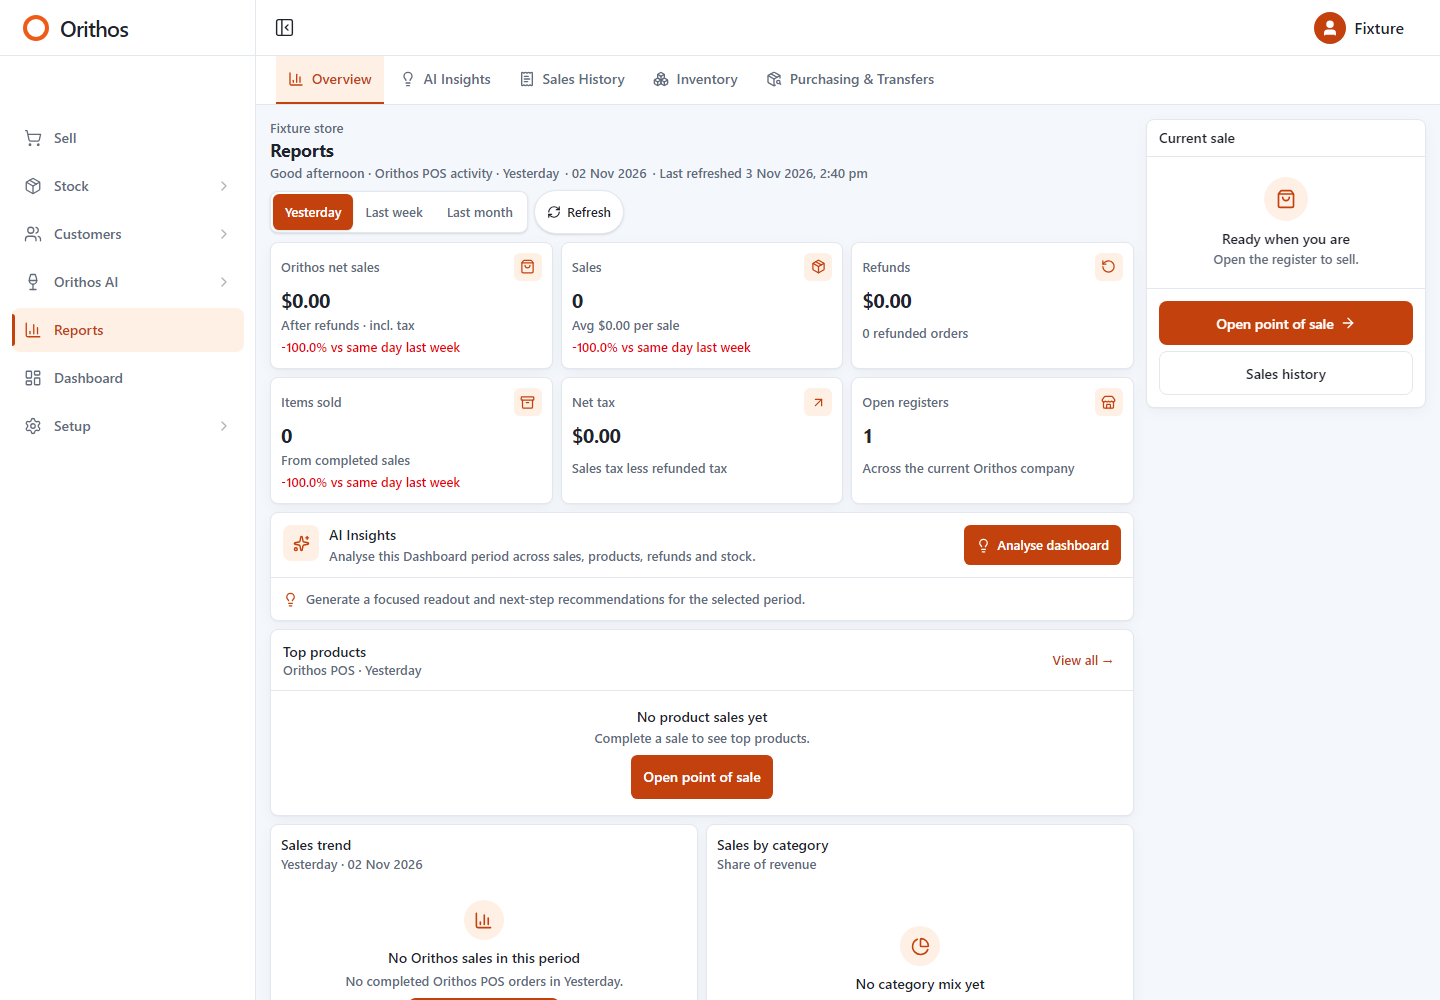 Orithos
Fixture
Overview
AI Insights
Sales History
Inventory
Purchasing & Transfers
Sell
Stock
Customers
Orithos AI
Reports
Dashboard
Setup
Fixture store
Reports
Good afternoon · Orithos POS activity · Yesterday · 02 Nov 2026 · Last refreshed 3 Nov 2026, 2:40 pm
Yesterday
Last week
Last month
Refresh
Orithos net sales
$0.00
After refunds · incl. tax
-100.0% vs same day last week
Sales
0
Avg $0.00 per sale
-100.0% vs same day last week
Refunds
$0.00
0 refunded orders
Items sold
0
From completed sales
-100.0% vs same day last week
Net tax
$0.00
Sales tax less refunded tax
Open registers
1
Across the current Orithos company
AI Insights
Analyse this Dashboard period across sales, products, refunds and stock.
Analyse dashboard
Generate a focused readout and next-step recommendations for the selected period.
Top products
Orithos POS · Yesterday
View all →
No product sales yet
Complete a sale to see top products.
Open point of sale
Sales trend
Yesterday · 02 Nov 2026
No Orithos sales in this period
No completed Orithos POS orders in Yesterday.
Sales by category
Share of revenue
No category mix yet
Current sale
Ready when you are
Open the register to sell.
Open point of sale →
Sales history